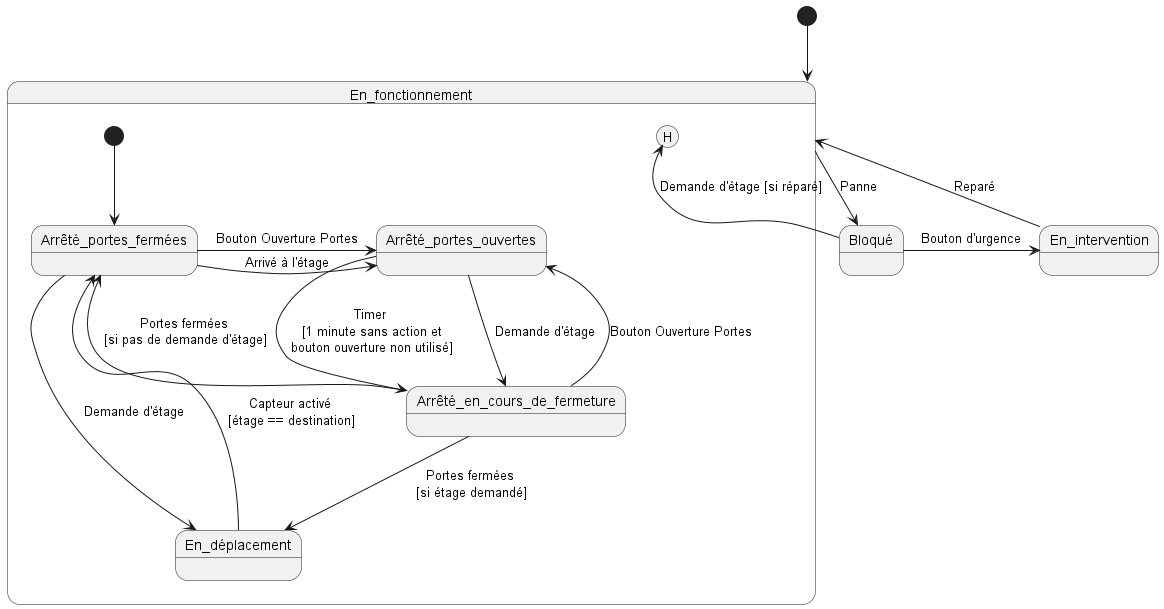 En_fonctionnement
H
Demande d'étage [si réparé]
Panne
Reparé
Arrêté_portes_fermées
Bouton Ouverture Portes
Arrêté_portes_ouvertes
Bloqué
Bouton d'urgence
En_intervention
Arrivé à l'étage
Portes fermées
[si pas de demande d'étage]
Timer
[1 minute sans action et
bouton ouverture non utilisé]
Demande d'étage
Bouton Ouverture Portes
Demande d'étage
Capteur activé
[étage == destination]
Arrêté_en_cours_de_fermeture
Portes fermées
[si étage demandé]
En_déplacement